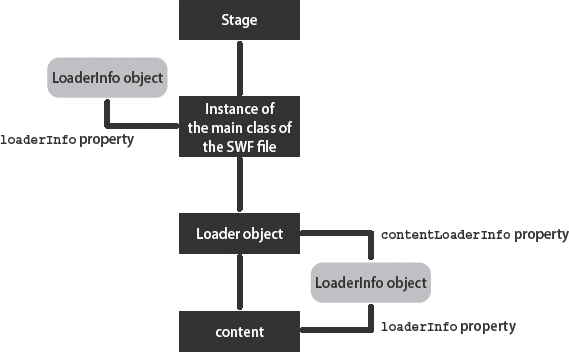 Stage
LoaderInfo object
Instance of
the main class of
the SWF file
loaderInfo property
Loader object
contentLoaderInfo property
LoaderInfo object
content
loaderInfo property